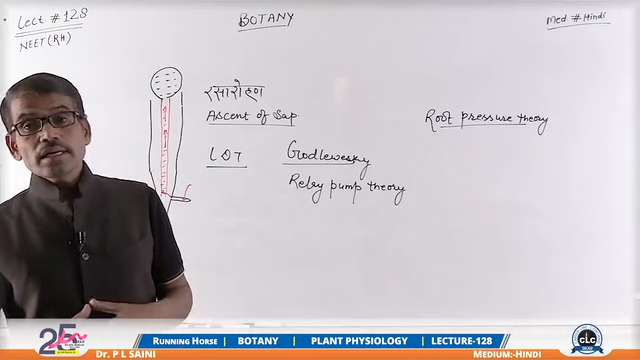 Lect # 128
NEET (RH)
BOTANY
Med # Hindi
रसारोहण
Ascent of Sap
Root pressure theory
LOT
Godlewesky
Relay pump theory
25
RUNNING HORSE
BOTANY
PLANT PHYSIOLOGY
LECTURE-128
Dr. P L SAINI
MEDIUM:-HINDI
CLC